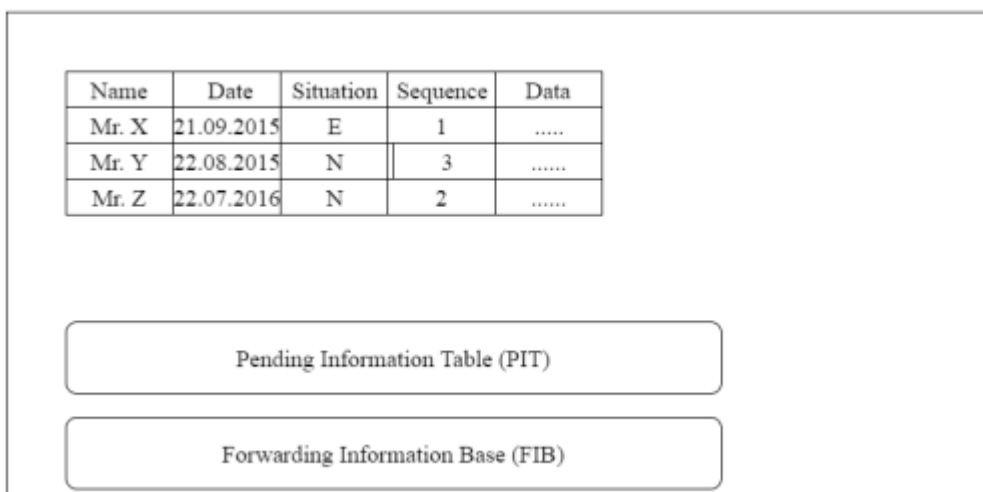 Name Date Situation Sequence Data
Mr. X 21.09.2015 E 1 .....
Mr. Y 22.08.2015 N 3 ......
Mr. Z 22.07.2016 N 2 ......
Pending Information Table (PIT)
Forwarding Information Base (FIB)